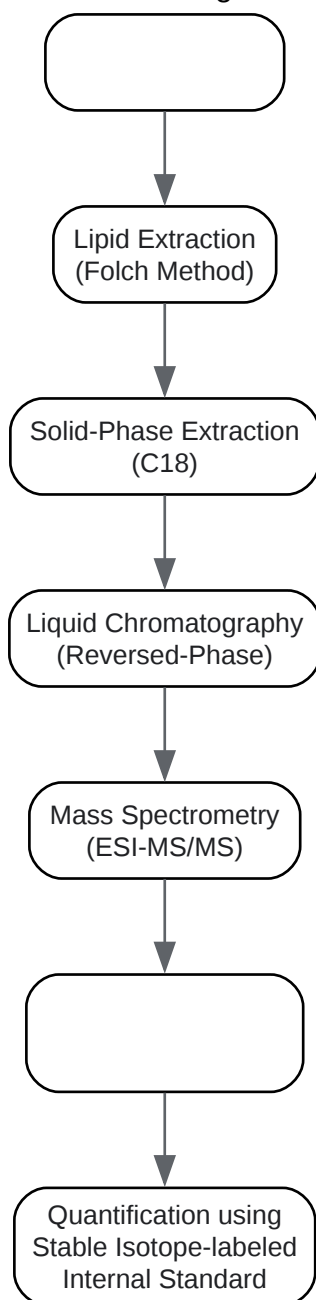 Lipid Extraction
(Folch Method)
Solid-Phase Extraction
(C18)
Liquid Chromatography
(Reversed-Phase)
Mass Spectrometry
(ESI-MS/MS)
Quantification using
Stable Isotope-labeled
Internal Standard